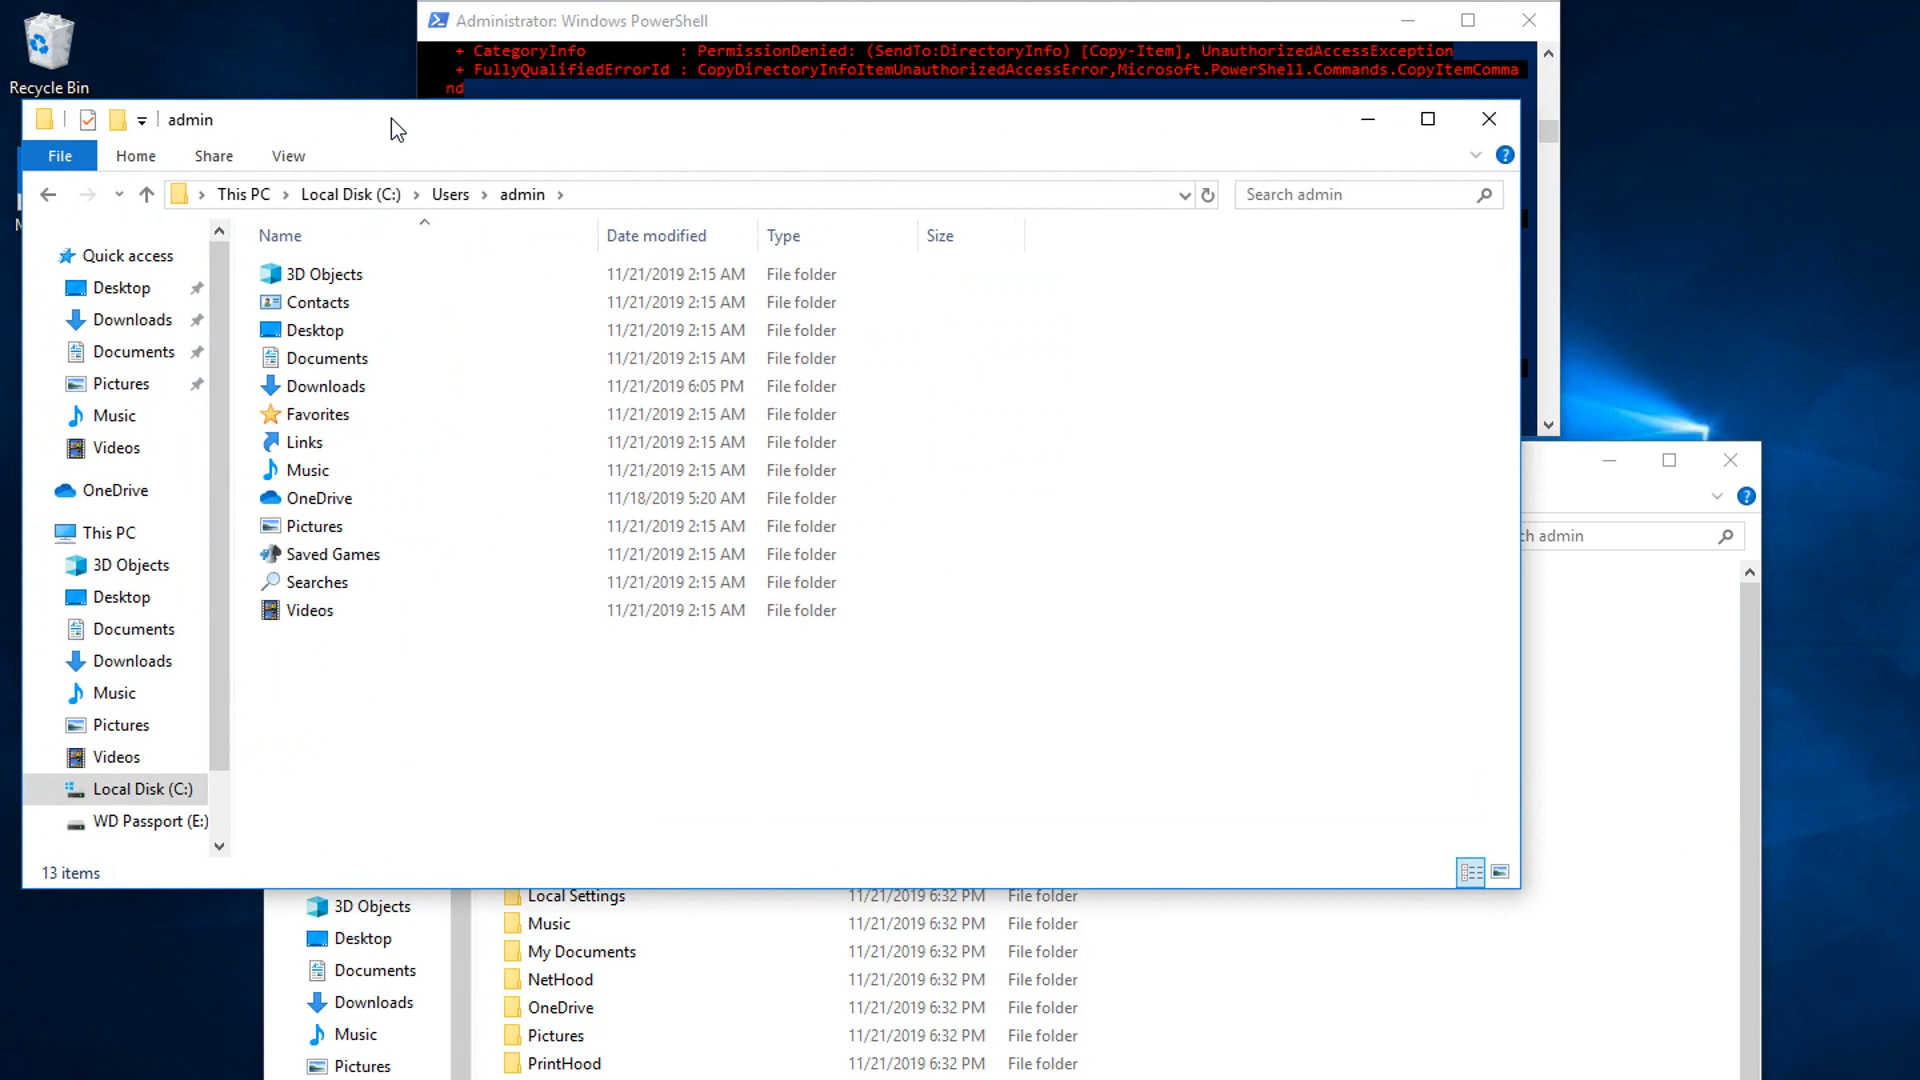 Recycle Bin
Administrator: Windows PowerShell
+ CategoryInfo : PermissionDenied: (SendTo:DirectoryInfo) [Copy-Item], UnauthorizedAccessException
+ FullyQualifiedErrorId : CopyDirectoryInfoItemUnauthorizedAccessError,Microsoft.PowerShell.Commands.CopyItemComma
nd
admin
File Home Share View
This PC > Local Disk (C:) > Users > admin >
Search admin
Name Date modified Type Size
Quick access
Desktop
Downloads
Documents
Pictures
Music
Videos
OneDrive
This PC
3D Objects
Desktop
Documents
Downloads
Music
Pictures
Videos
Local Disk (C:)
WD Passport (E:)
3D Objects 11/21/2019 2:15 AM File folder
Contacts 11/21/2019 2:15 AM File folder
Desktop 11/21/2019 2:15 AM File folder
Documents 11/21/2019 2:15 AM File folder
Downloads 11/21/2019 6:05 PM File folder
Favorites 11/21/2019 2:15 AM File folder
Links 11/21/2019 2:15 AM File folder
Music 11/21/2019 2:15 AM File folder
OneDrive 11/18/2019 5:20 AM File folder
Pictures 11/21/2019 2:15 AM File folder
Saved Games 11/21/2019 2:15 AM File folder
Searches 11/21/2019 2:15 AM File folder
Videos 11/21/2019 2:15 AM File folder
13 items
ch admin
3D Objects
Desktop
Documents
Downloads
Music
Pictures
Local Settings 11/21/2019 6:32 PM File folder
Music 11/21/2019 6:32 PM File folder
My Documents 11/21/2019 6:32 PM File folder
NetHood 11/21/2019 6:32 PM File folder
OneDrive 11/21/2019 6:32 PM File folder
Pictures 11/21/2019 6:32 PM File folder
PrintHood 11/21/2019 6:32 PM File folder